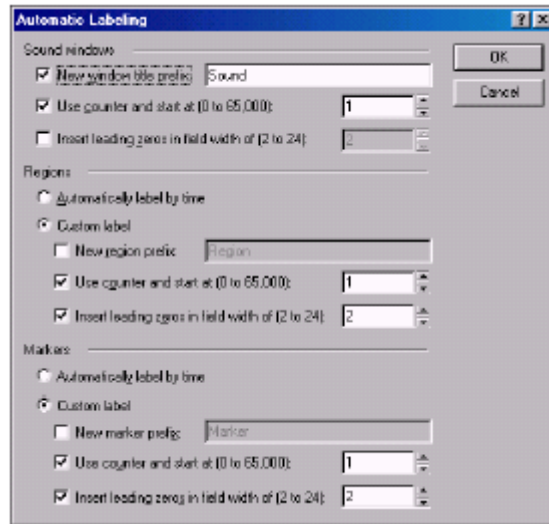 Automatic Labeling
Sound windows
OK
New window title prefix: Sound
Cancel
Use counter and start at (0 to 65,000): 1
Insert leading zeros in field width of (2 to 24): 2
Regions
Automatically label by time
Custom label
New region prefix: Region
Use counter and start at (0 to 65,000): 1
Insert leading zeros in field width of (2 to 24): 2
Markers
Automatically label by time
Custom label
New marker prefix: Marker
Use counter and start at (0 to 65,000): 1
Insert leading zeros in field width of (2 to 24): 2